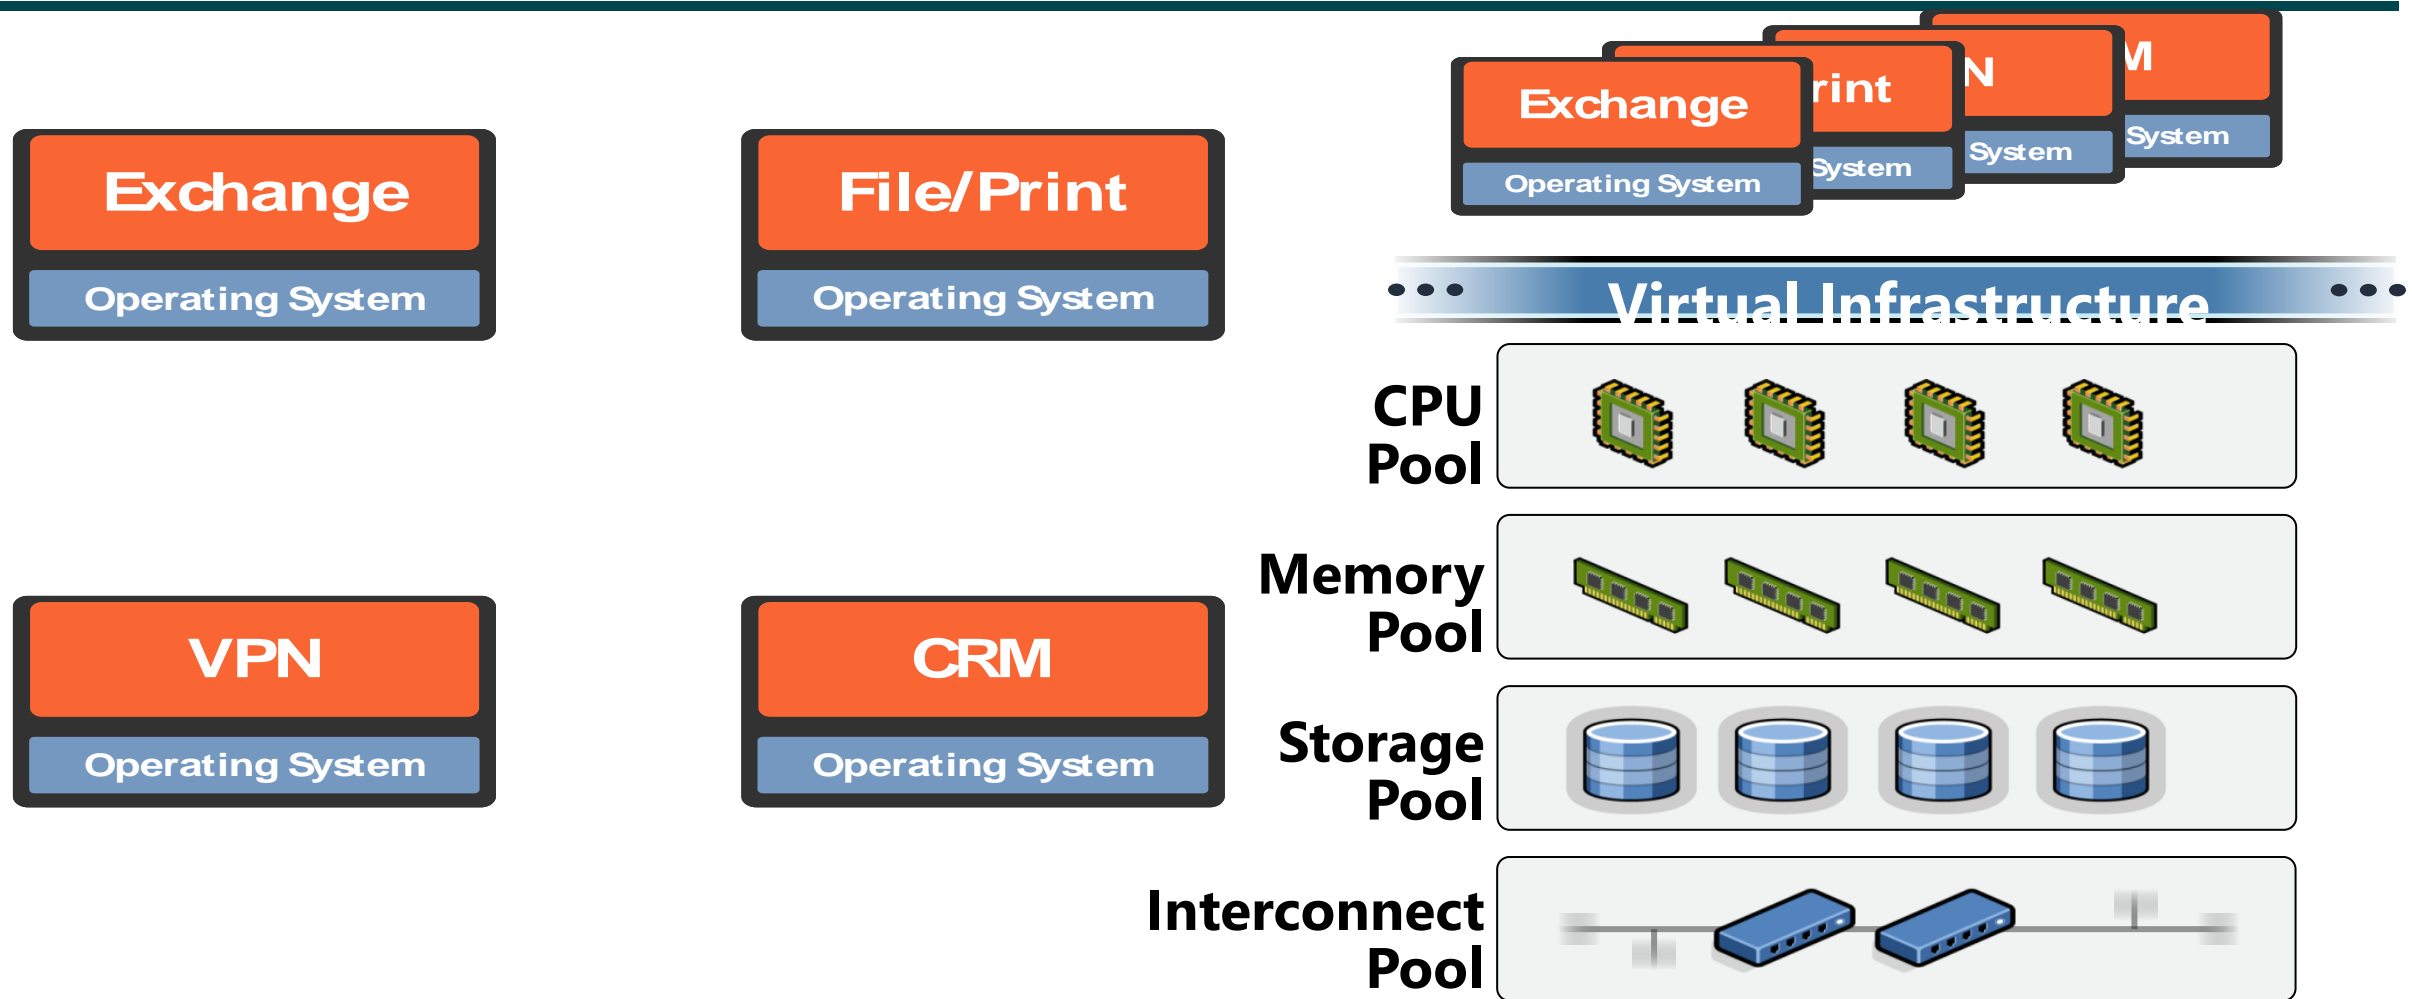 Exchange
Operating System
File/Print
Operating System
VPN
Operating System
CRM
Operating System
Exchange
Operating System
rint
System
N
System
M
System
Virtual Infrastructure
CPU
Pool
Memory
Pool
Storage
Pool
Interconnect
Pool